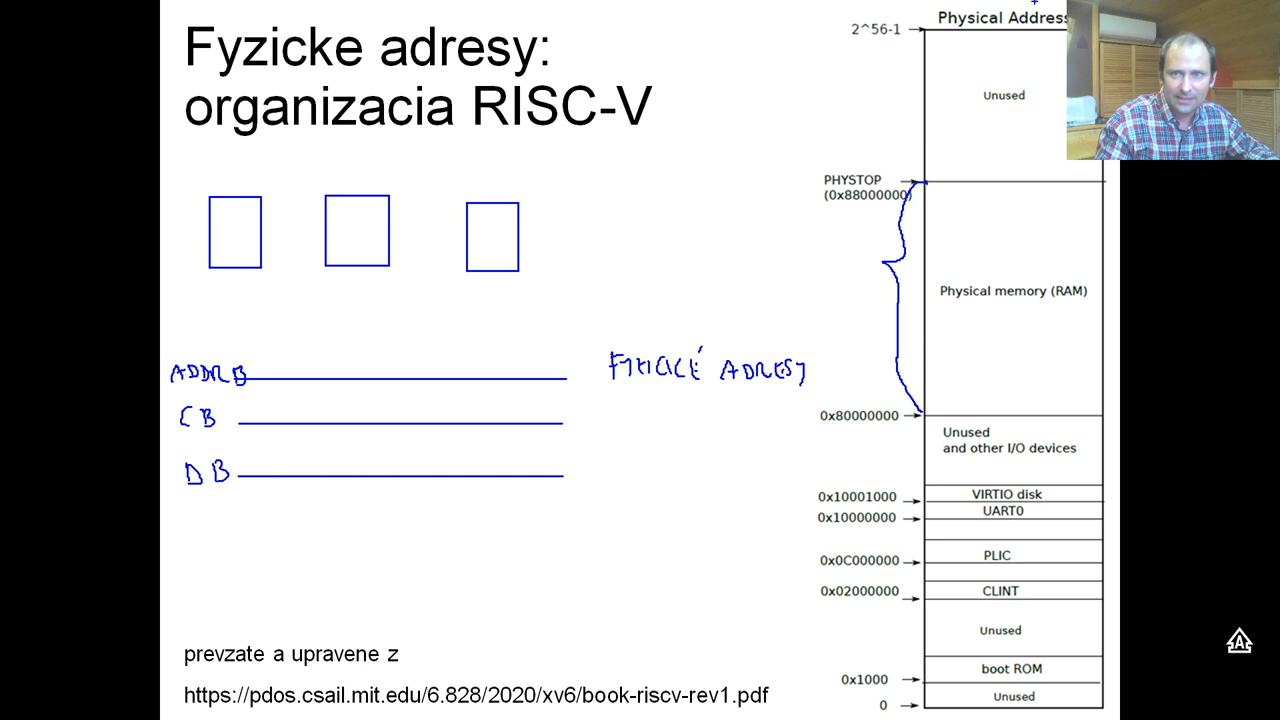 Fyzicke adresy:
organizacia RISC-V
ADDRB
CB
DB
FYZICKÉ ADRESY
Physical Addres
2^56-1
Unused
PHYSTOP
(0x88000000)
Physical memory (RAM)
0x80000000
Unused
and other I/O devices
0x10001000
VIRTIO disk
0x10000000
UART0
0x0C000000
PLIC
0x02000000
CLINT
Unused
boot ROM
0x1000
Unused
0
prevzate a upravene z
https://pdos.csail.mit.edu/6.828/2020/xv6/book-riscv-rev1.pdf
A